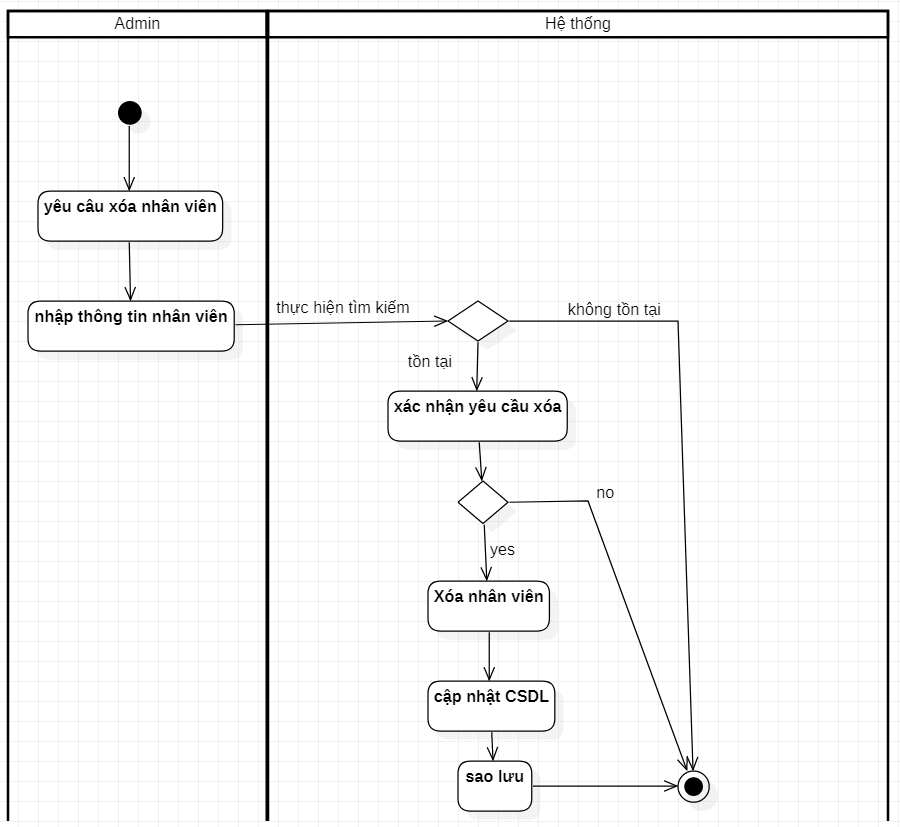 Admin
Hệ thống
yêu câu xóa nhân viên
nhập thông tin nhân viên
thực hiện tìm kiếm
không tồn tại
tồn tại
xác nhận yêu cầu xóa
no
yes
Xóa nhân viên
cập nhật CSDL
sao lưu